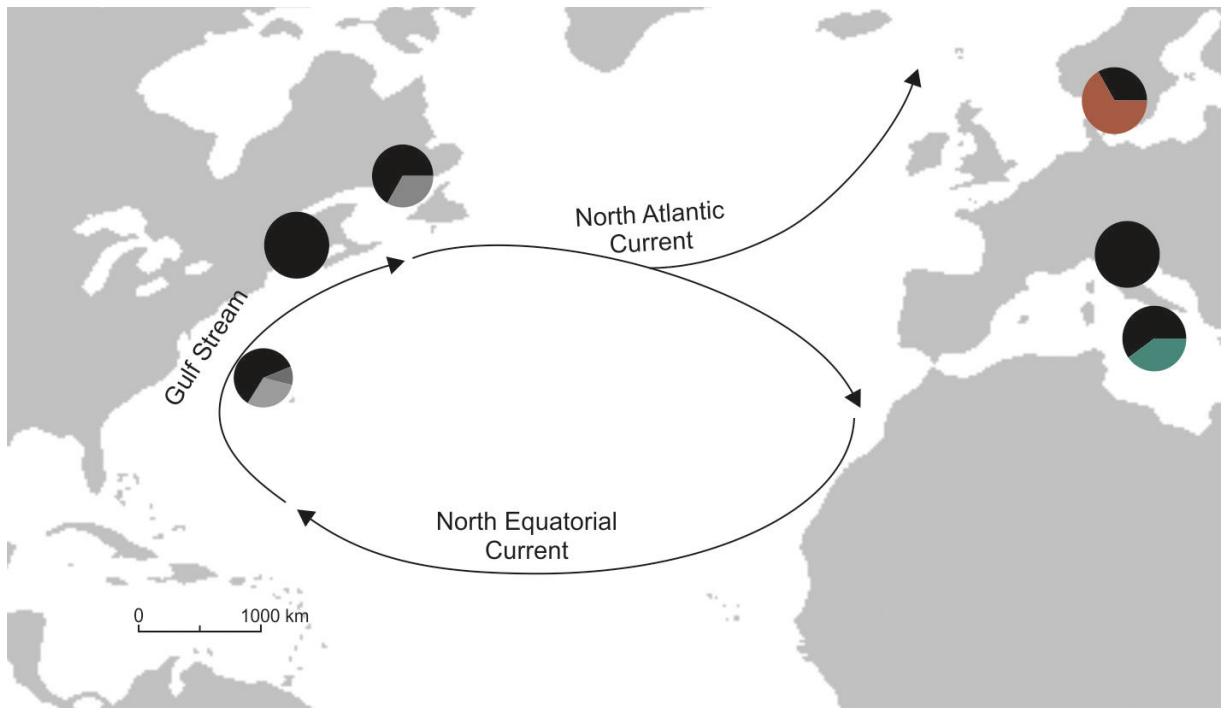 North Atlantic
Current
Gulf Stream
North Equatorial
Current
0 1000 km